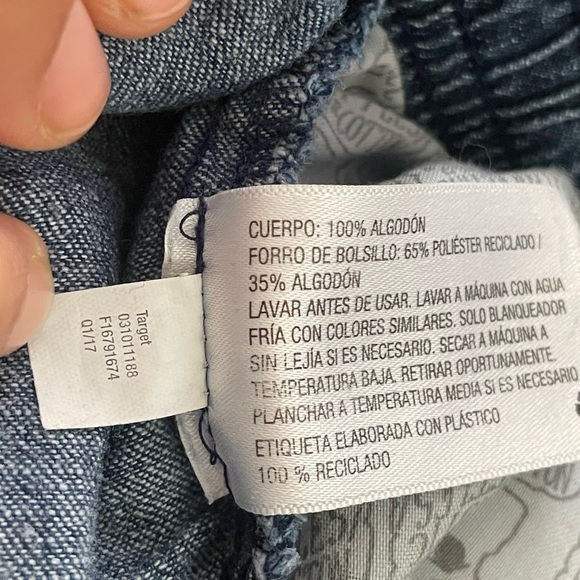 CUERPO: 100% ALGODÓN
FORRO DE BOLSILLO: 65% POLIÉSTER RECICLADO /
35% ALGODÓN
LAVAR ANTES DE USAR. LAVAR A MÁQUINA CON AGUA
FRÍA CON COLORES SIMILARES. SOLO BLANQUEADOR
SIN LEJÍA SI ES NECESARIO. SECAR A MÁQUINA A
TEMPERATURA BAJA. RETIRAR OPORTUNAMENTE.
PLANCHAR A TEMPERATURA MEDIA SI ES NECESARIO
ETIQUETA ELABORADA CON PLÁSTICO
100 % RECICLADO
Target
031011188
F16791674
Q1/17